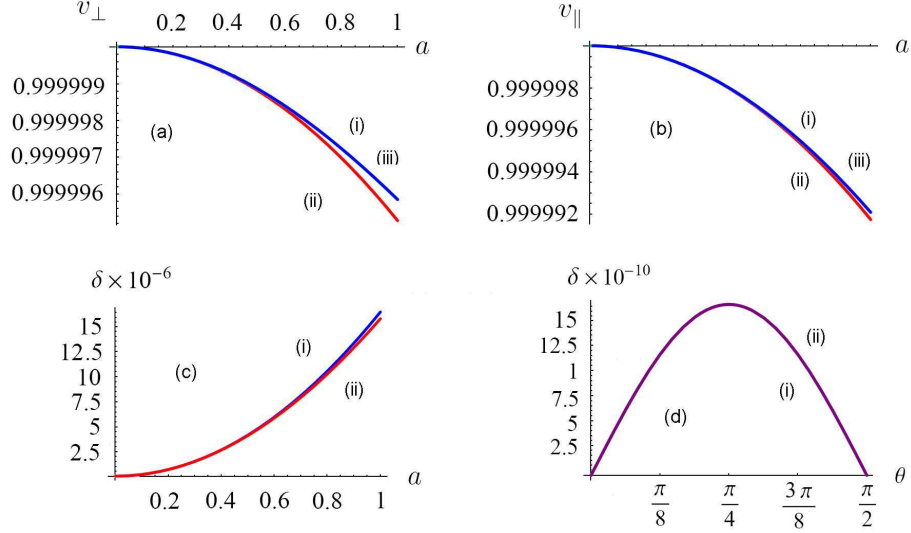 v⊥
0.2 0.4 0.6 0.8 1
a
0.999999
0.999998
0.999997
0.999996
(a)
(i)
(iii)
(ii)
v∥
a
0.999998
0.999996
0.999994
0.999992
(b)
(i)
(iii)
(ii)
δ×10⁻⁶
15
12.5
10
7.5
5
2.5
(c)
(i)
(ii)
0.2 0.4 0.6 0.8 1
a
δ×10⁻¹⁰
15
12.5
1
7.5
5
2.5
(d)
(ii)
(i)
π/8 π/4 3π/8 π/2
θ